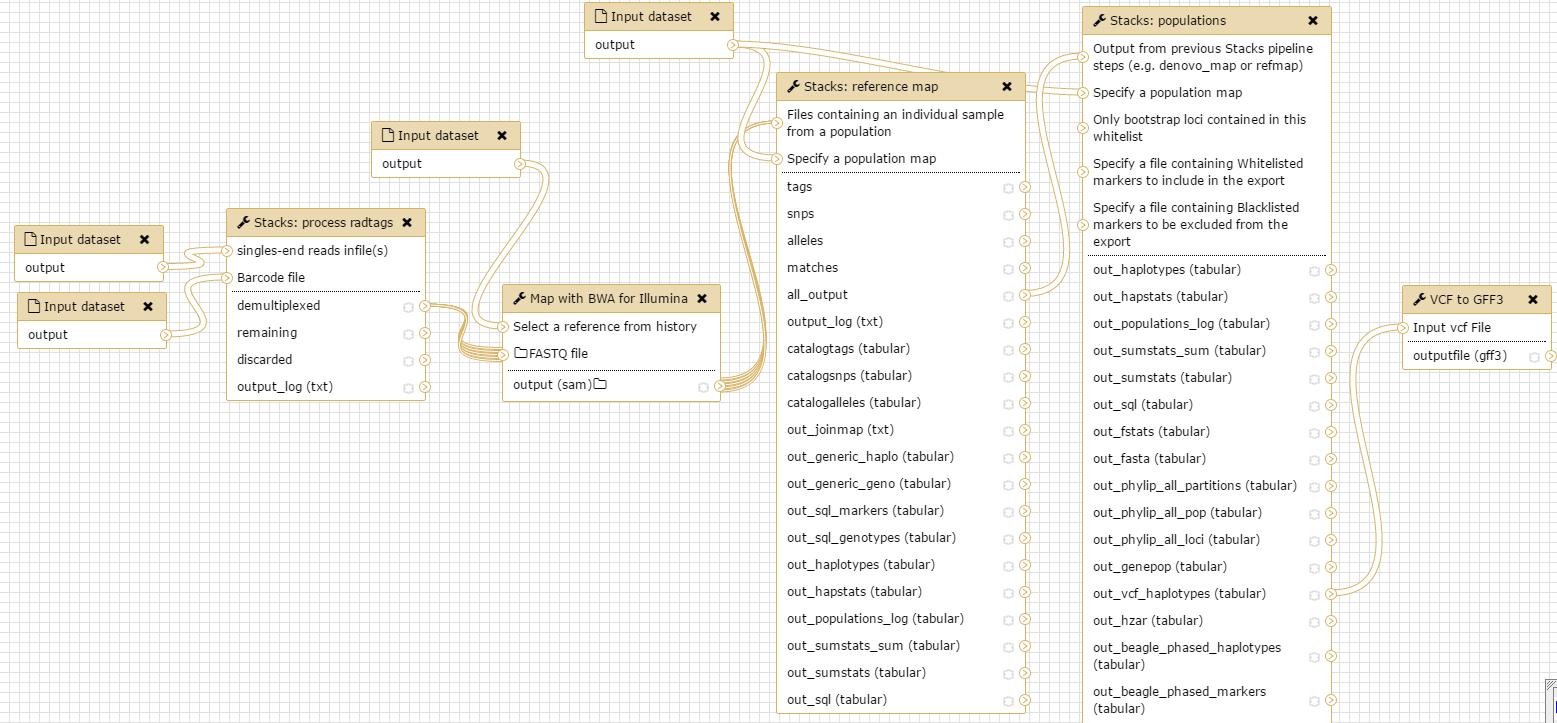 Input dataset
output
Input dataset
output
Stacks: process radtags
singles-end reads infile(s)
Barcode file
demultiplexed
remaining
discarded
output_log (txt)
Input dataset
output
Map with BWA for Illumina
Select a reference from history
FASTQ file
output (sam)
Input dataset
output
Stacks: reference map
Files containing an individual sample
from a population
Specify a population map
tags
snps
alleles
matches
all_output
output_log (txt)
catalogtags (tabular)
catalogsnps (tabular)
catalogalleles (tabular)
out_joinmap (txt)
out_generic_haplo (tabular)
out_generic_geno (tabular)
out_sql_markers (tabular)
out_sql_genotypes (tabular)
out_haplotypes (tabular)
out_hapstats (tabular)
out_populations_log (tabular)
out_sumstats_sum (tabular)
out_sumstats (tabular)
out_sql (tabular)
Stacks: populations
Output from previous Stacks pipeline
steps (e.g. denovo_map or refmap)
Specify a population map
Only bootstrap loci contained in this
whitelist
Specify a file containing Whitelisted
markers to include in the export
Specify a file containing Blacklisted
markers to be excluded from the
export
out_haplotypes (tabular)
out_hapstats (tabular)
out_populations_log (tabular)
out_sumstats_sum (tabular)
out_sumstats (tabular)
out_sql (tabular)
out_fstats (tabular)
out_fasta (tabular)
out_phylip_all_partitions (tabular)
out_phylip_all_pop (tabular)
out_phylip_all_loci (tabular)
out_genepop (tabular)
out_vcf_haplotypes (tabular)
out_hzar (tabular)
out_beagle_phased_haplotypes
(tabular)
out_beagle_phased_markers
(tabular)
VCF to GFF3
Input vcf File
outputfile (gff3)